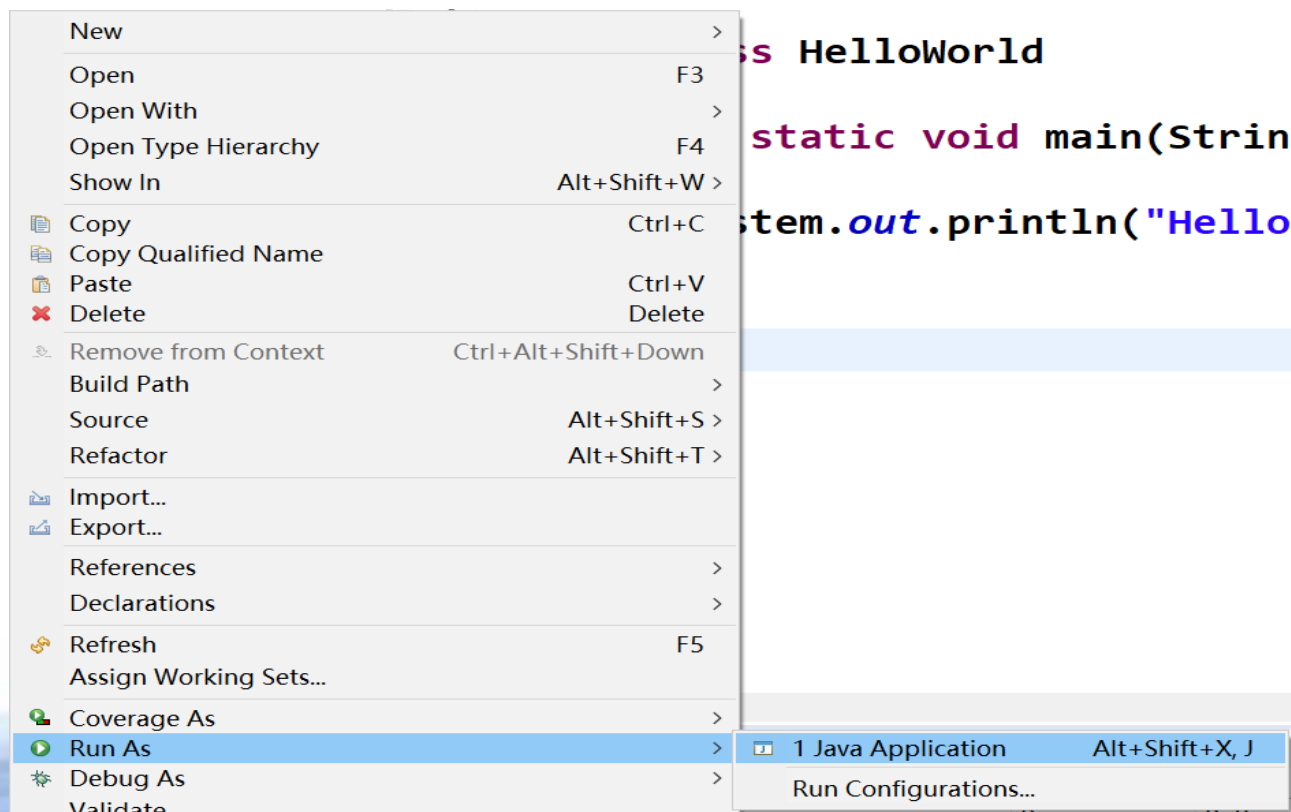 New
Open F3
Open With
Open Type Hierarchy F4
Show In Alt+Shift+W
Copy Ctrl+C
Copy Qualified Name
Paste Ctrl+V
Delete Delete
Remove from Context Ctrl+Alt+Shift+Down
Build Path
Source Alt+Shift+S
Refactor Alt+Shift+T
Import...
Export...
References
Declarations
Refresh F5
Assign Working Sets...
Coverage As
Run As
Debug As
Validate
1 Java Application Alt+Shift+X, J
Run Configurations...
ss HelloWorld
static void main(Strin
stem.out.println("Hello